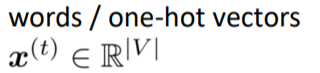 words / one-hot vectors
x^(t) ∈ ℝ^|V|